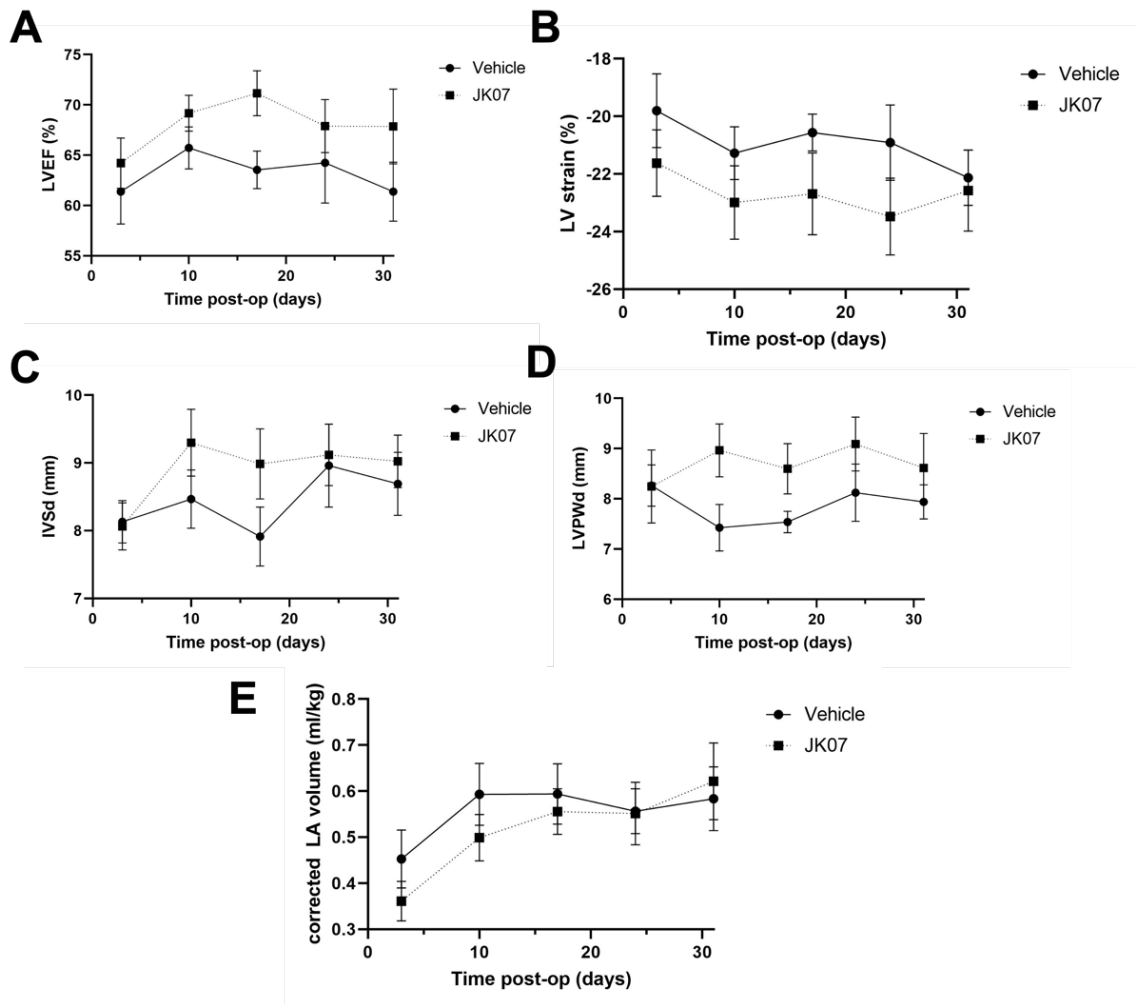 A
75
70
65
60
55
LVEF (%)
0 10 20 30
Time post-op (days)
Vehicle
JK07
B
-18
-20
-22
-24
-26
LV strain (%)
0 10 20 30
Time post-op (days)
Vehicle
JK07
C
10
9
8
7
IVSd (mm)
0 10 20 30
Time post-op (days)
Vehicle
JK07
D
10
9
8
7
6
LVPWd (mm)
0 10 20 30
Time post-op (days)
Vehicle
JK07
E
0.8
0.7
0.6
0.5
0.4
0.3
corrected LA volume (ml/kg)
0 10 20 30
Time post-op (days)
Vehicle
JK07